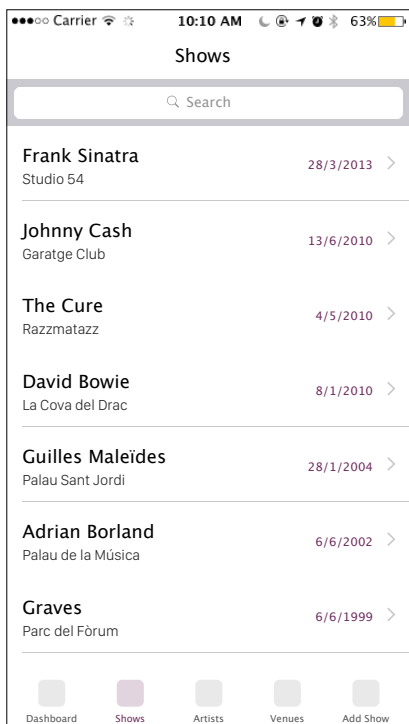 Carrier 10:10 AM 63%
Shows
Search
Frank Sinatra
Studio 54
28/3/2013
Johnny Cash
Garatge Club
13/6/2010
The Cure
Razzmatazz
4/5/2010
David Bowie
La Cova del Drac
8/1/2010
Guilles Maleïdes
Palau Sant Jordi
28/1/2004
Adrian Borland
Palau de la Música
6/6/2002
Graves
Parc del Fòrum
6/6/1999
Dashboard Shows Artists Venues Add Show